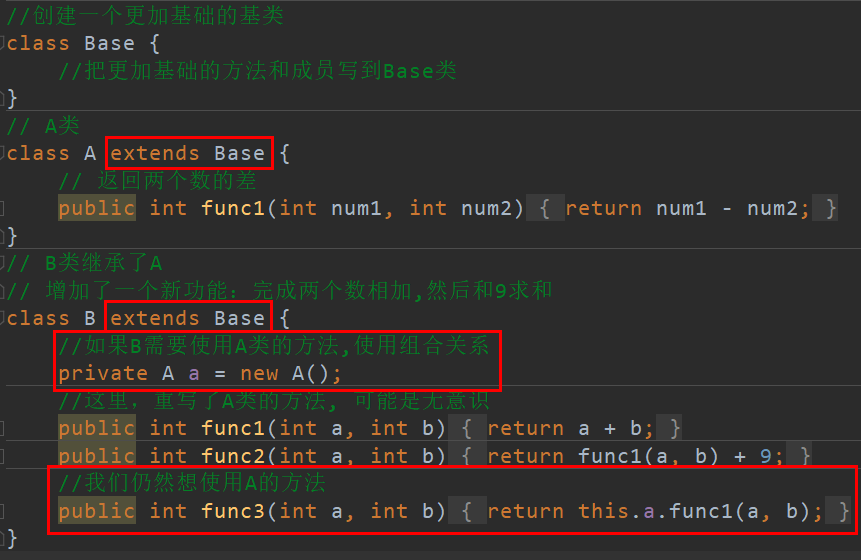 //创建一个更加基础的基类
class Base {
//把更加基础的方法和成员写到Base类
}
// A类
class A extends Base {
// 返回两个数的差
public int func1(int num1, int num2) { return num1 - num2; }
}
// B类继承了A
// 增加了一个新功能：完成两个数相加,然后和9求和
class B extends Base {
//如果B需要使用A类的方法,使用组合关系
private A a = new A();
//这里，重写了A类的方法, 可能是无意识
public int func1(int a, int b) { return a + b; }
public int func2(int a, int b) { return func1(a, b) + 9; }
//我们仍然想使用A的方法
public int func3(int a, int b) { return this.a.func1(a, b); }
}